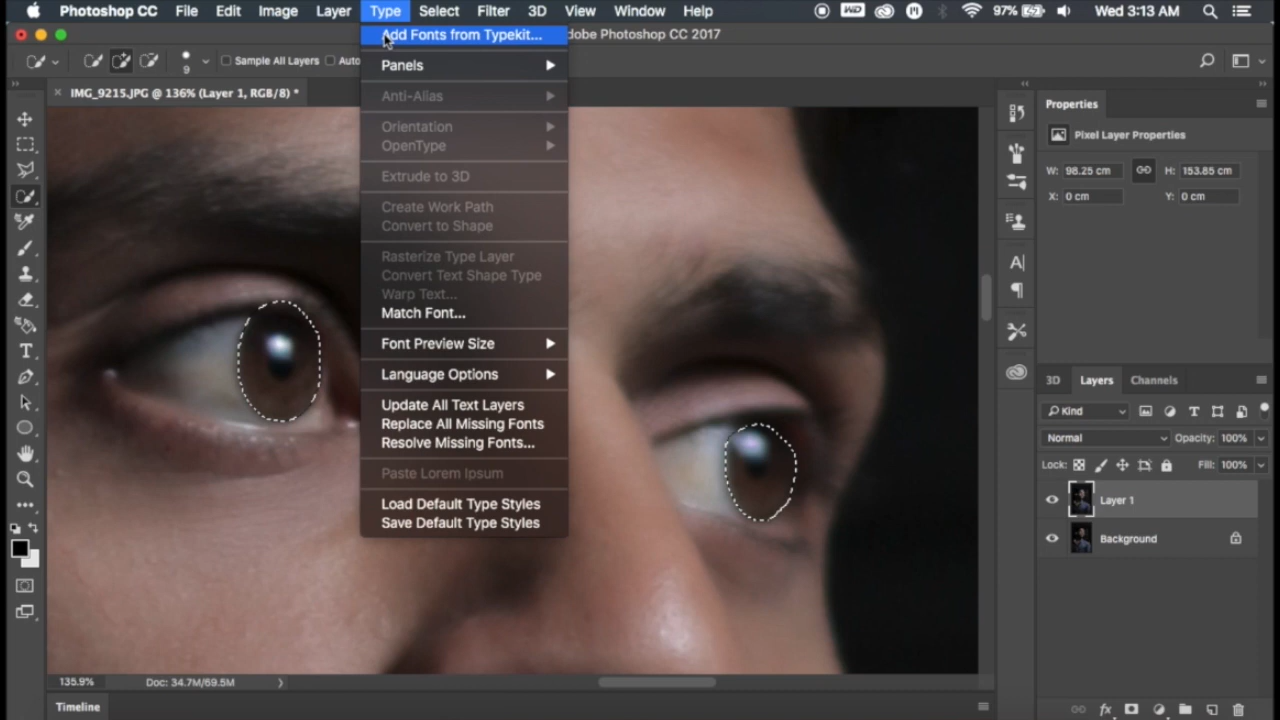 Photoshop CC File Edit Image Layer Type Select Filter 3D View Window Help 97% Wed 3:13 AM
Adobe Photoshop CC 2017
9 Sample All Layers Auto
IMG_9215.JPG @ 136% (Layer 1, RGB/8) *
Add Fonts from Typekit...
Panels
Anti-Alias
Orientation
OpenType
Extrude to 3D
Create Work Path
Convert to Shape
Rasterize Type Layer
Convert Text Shape Type
Warp Text...
Match Font...
Font Preview Size
Language Options
Update All Text Layers
Replace All Missing Fonts
Resolve Missing Fonts...
Paste Lorem Ipsum
Load Default Type Styles
Save Default Type Styles
Properties
Pixel Layer Properties
W: 98.25 cm H: 153.85 cm
X: 0 cm Y: 0 cm
3D Layers Channels
Kind
Normal Opacity: 100%
Lock: Fill: 100%
Layer 1
Background
135.9% Doc: 34.7M/69.5M
Timeline